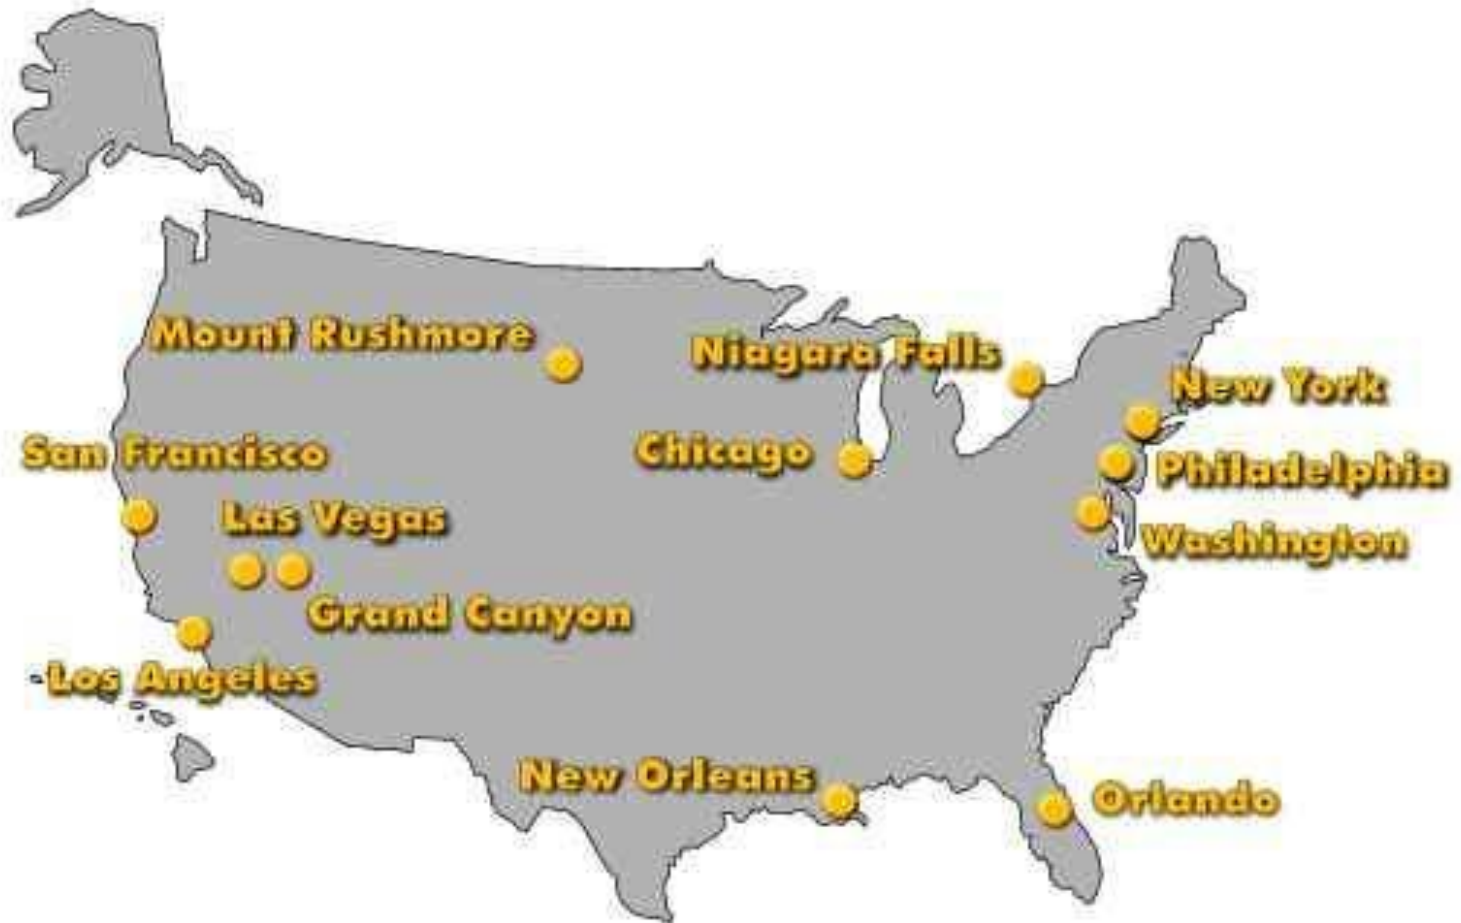 Mount Rushmore
Niagara Falls
New York
San Francisco
Chicago
Philadelphia
Las Vegas
Washington
Grand Canyon
Los Angeles
New Orleans
Orlando